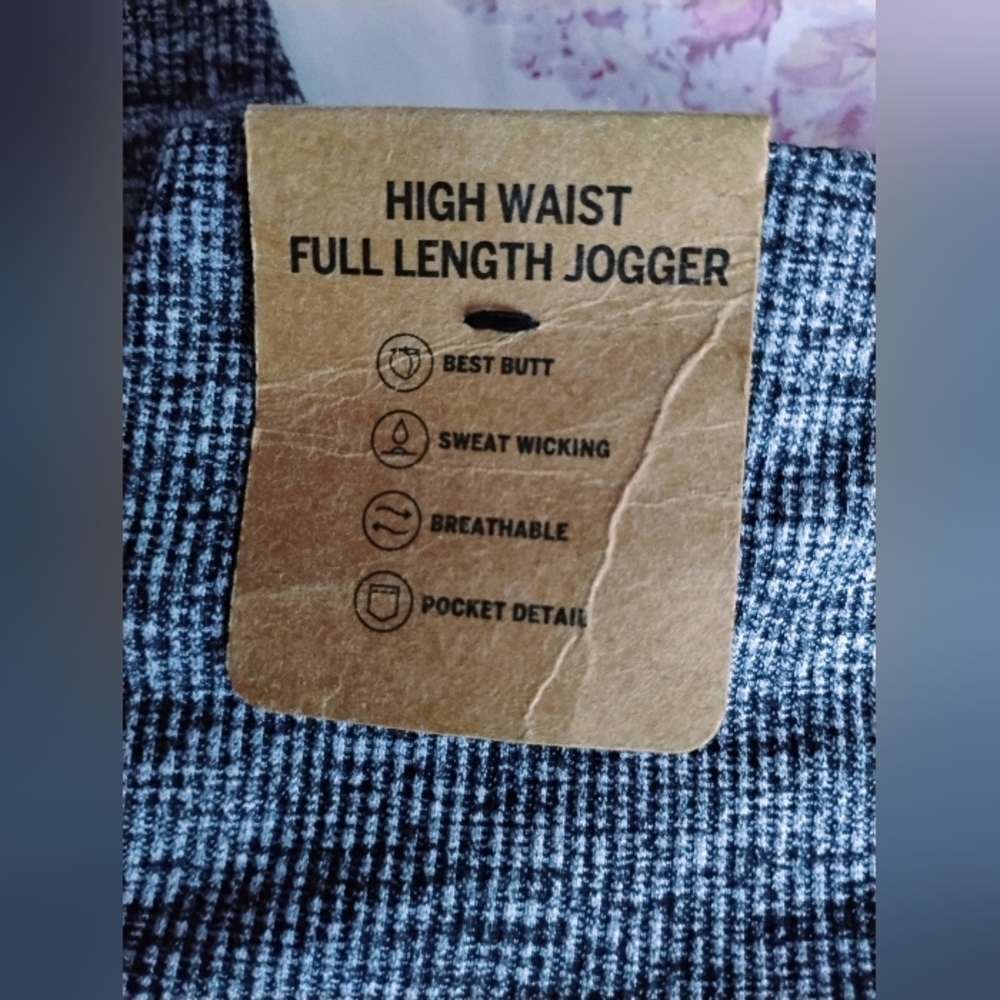 HIGH WAIST
FULL LENGTH JOGGER
BEST BUTT
SWEAT WICKING
BREATHABLE
POCKET DETAIL